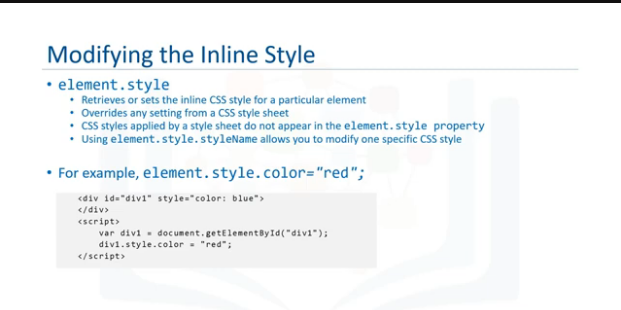 Modifying the Inline Style
• element.style
• Retrieves or sets the inline CSS style for a particular element
• Overrides any setting from a CSS style sheet
• CSS styles applied by a style sheet do not appear in the element.style property
• Using element.style.styleName allows you to modify one specific CSS style
• For example, element.style.color="red";
<div id="div1" style="color: blue">
</div>
<script>
var div1 = document.getElementById("div1");
div1.style.color = "red";
</script>